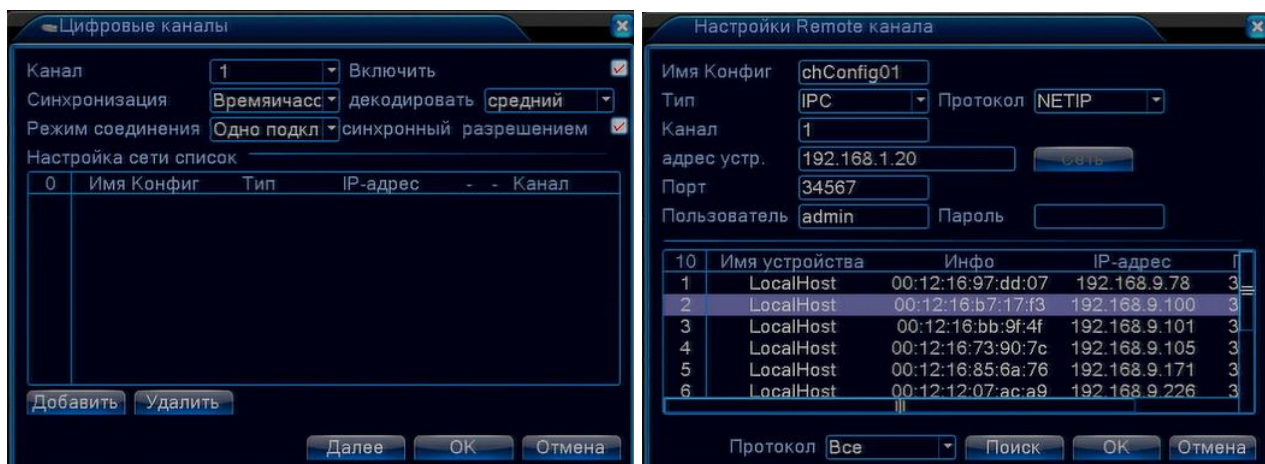 Цифровые каналы
Канал 1 Включить
Синхронизация Времяичасс декодировать средний
Режим соединения Одно подкл синхронный разрешением
Настройка сети список
0 Имя Конфиг Тип IP-адрес - - Канал
Добавить Удалить
Далее OK Отмена
Настройки Remote канала
Имя Конфиг chConfig01
Тип IPC Протокол NETIP
Канал 1
адрес устр. 192.168.1.20 Сеть
Порт 34567
Пользователь admin Пароль
10 Имя устройства Инфо IP-адрес
1 LocalHost 00:12:16:97:dd:07 192.168.9.78 3
2 LocalHost 00:12:16:b7:17:f3 192.168.9.100 3
3 LocalHost 00:12:16:bb:9f:4f 192.168.9.101 3
4 LocalHost 00:12:16:73:90:7c 192.168.9.105 3
5 LocalHost 00:12:16:85:6a:76 192.168.9.171 3
6 LocalHost 00:12:12:07:ac:a9 192.168.9.226 3
Протокол Все Поиск OK Отмена